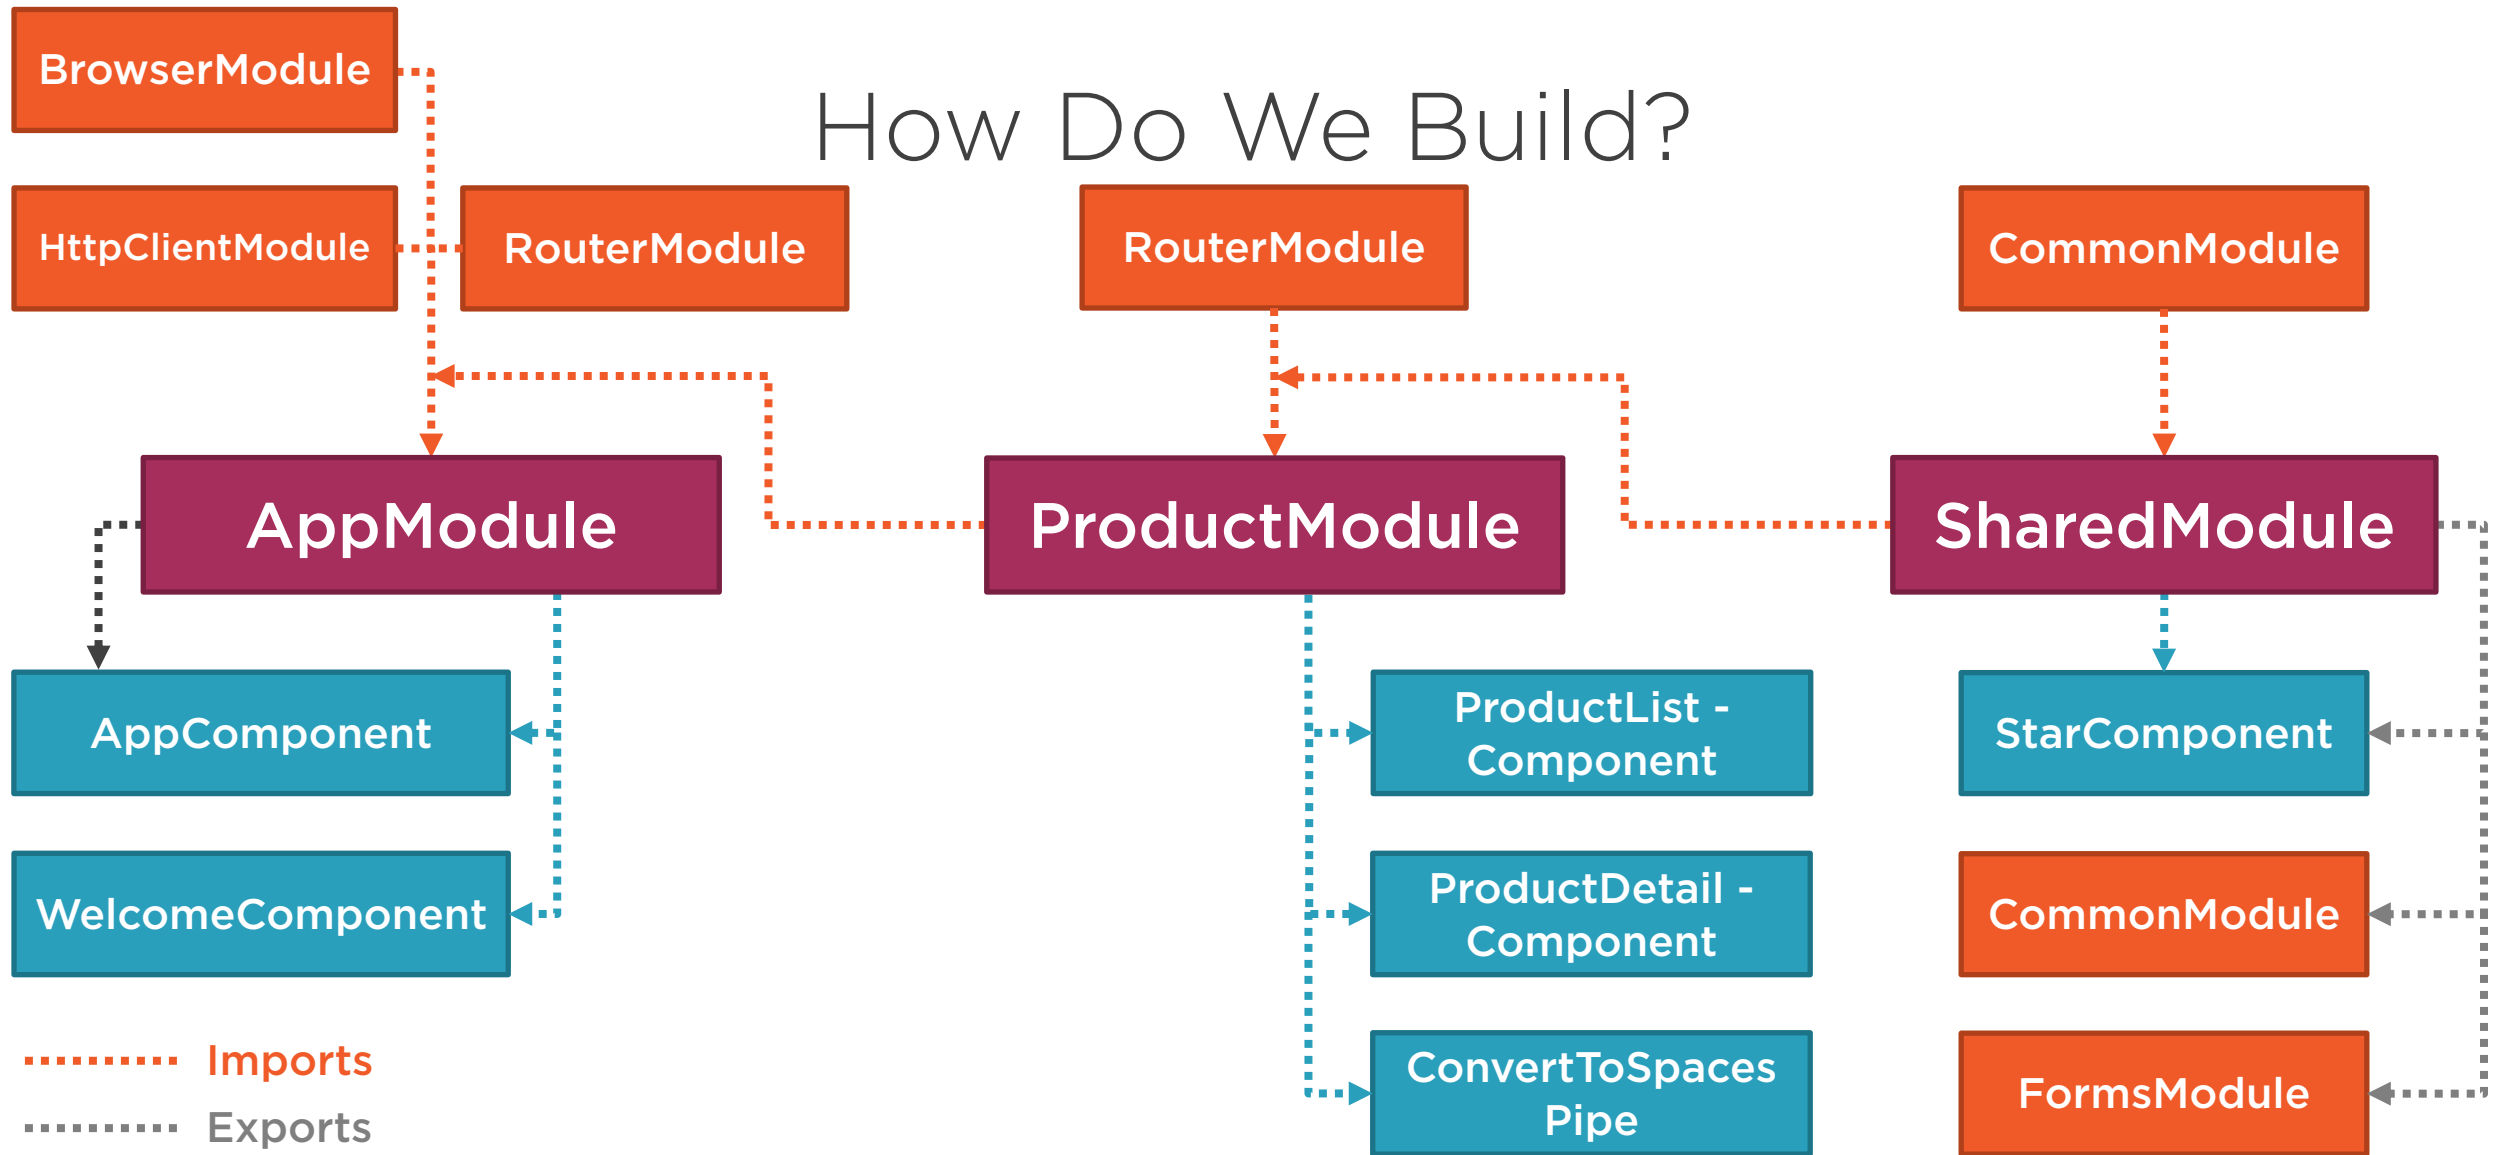 BrowserModule
How Do We Build?
HttpClientModule
RouterModule
RouterModule
CommonModule
AppModule
ProductModule
SharedModule
AppComponent
ProductList -
Component
StarComponent
WelcomeComponent
ProductDetail -
Component
CommonModule
ConvertToSpaces
Pipe
FormsModule
Imports
Exports